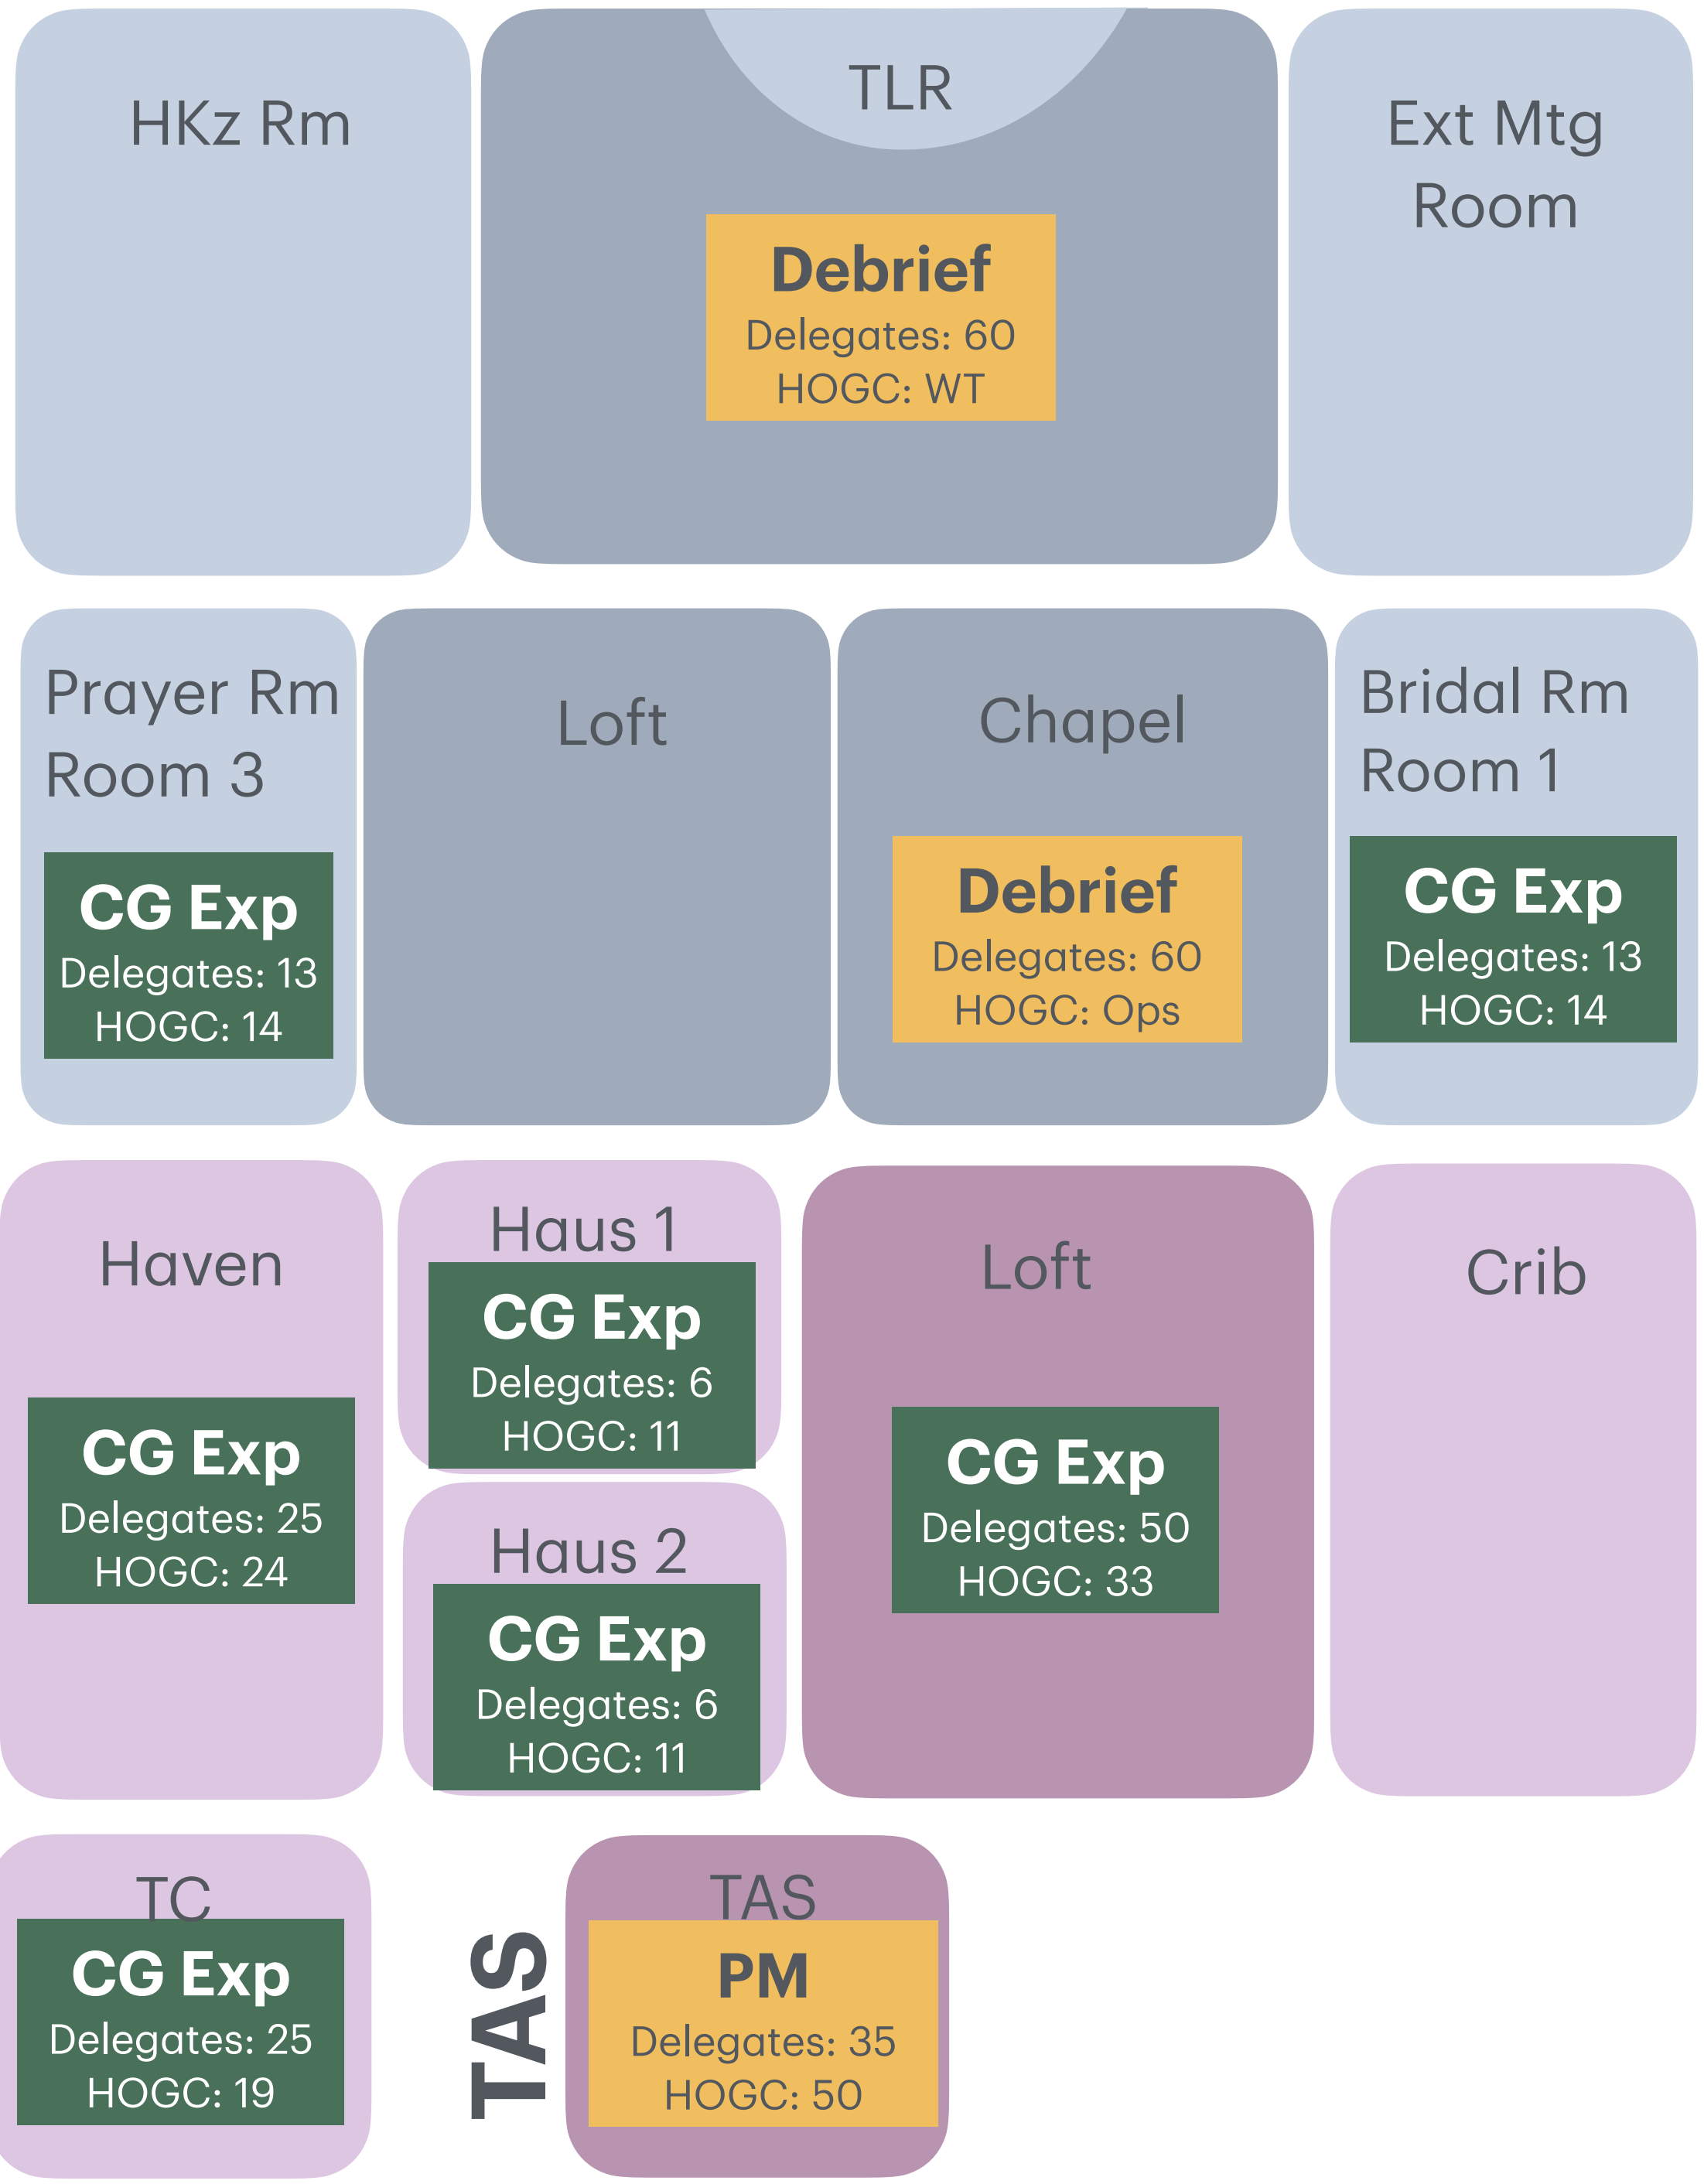 HKz Rm
TLR
Debrief
Delegates: 60
HOGC: WT
Ext Mtg
Room
Prayer Rm
Room 3
CG Exp
Delegates: 13
HOGC: 14
Loft
Chapel
Debrief
Delegates: 60
HOGC: Ops
Bridal Rm
Room 1
CG Exp
Delegates: 13
HOGC: 14
Haven
CG Exp
Delegates: 25
HOGC: 24
Haus 1
CG Exp
Delegates: 6
HOGC: 11
Haus 2
CG Exp
Delegates: 6
HOGC: 11
Loft
CG Exp
Delegates: 50
HOGC: 33
Crib
TC
CG Exp
Delegates: 25
HOGC: 19
TAS
TAS
PM
Delegates: 35
HOGC: 50